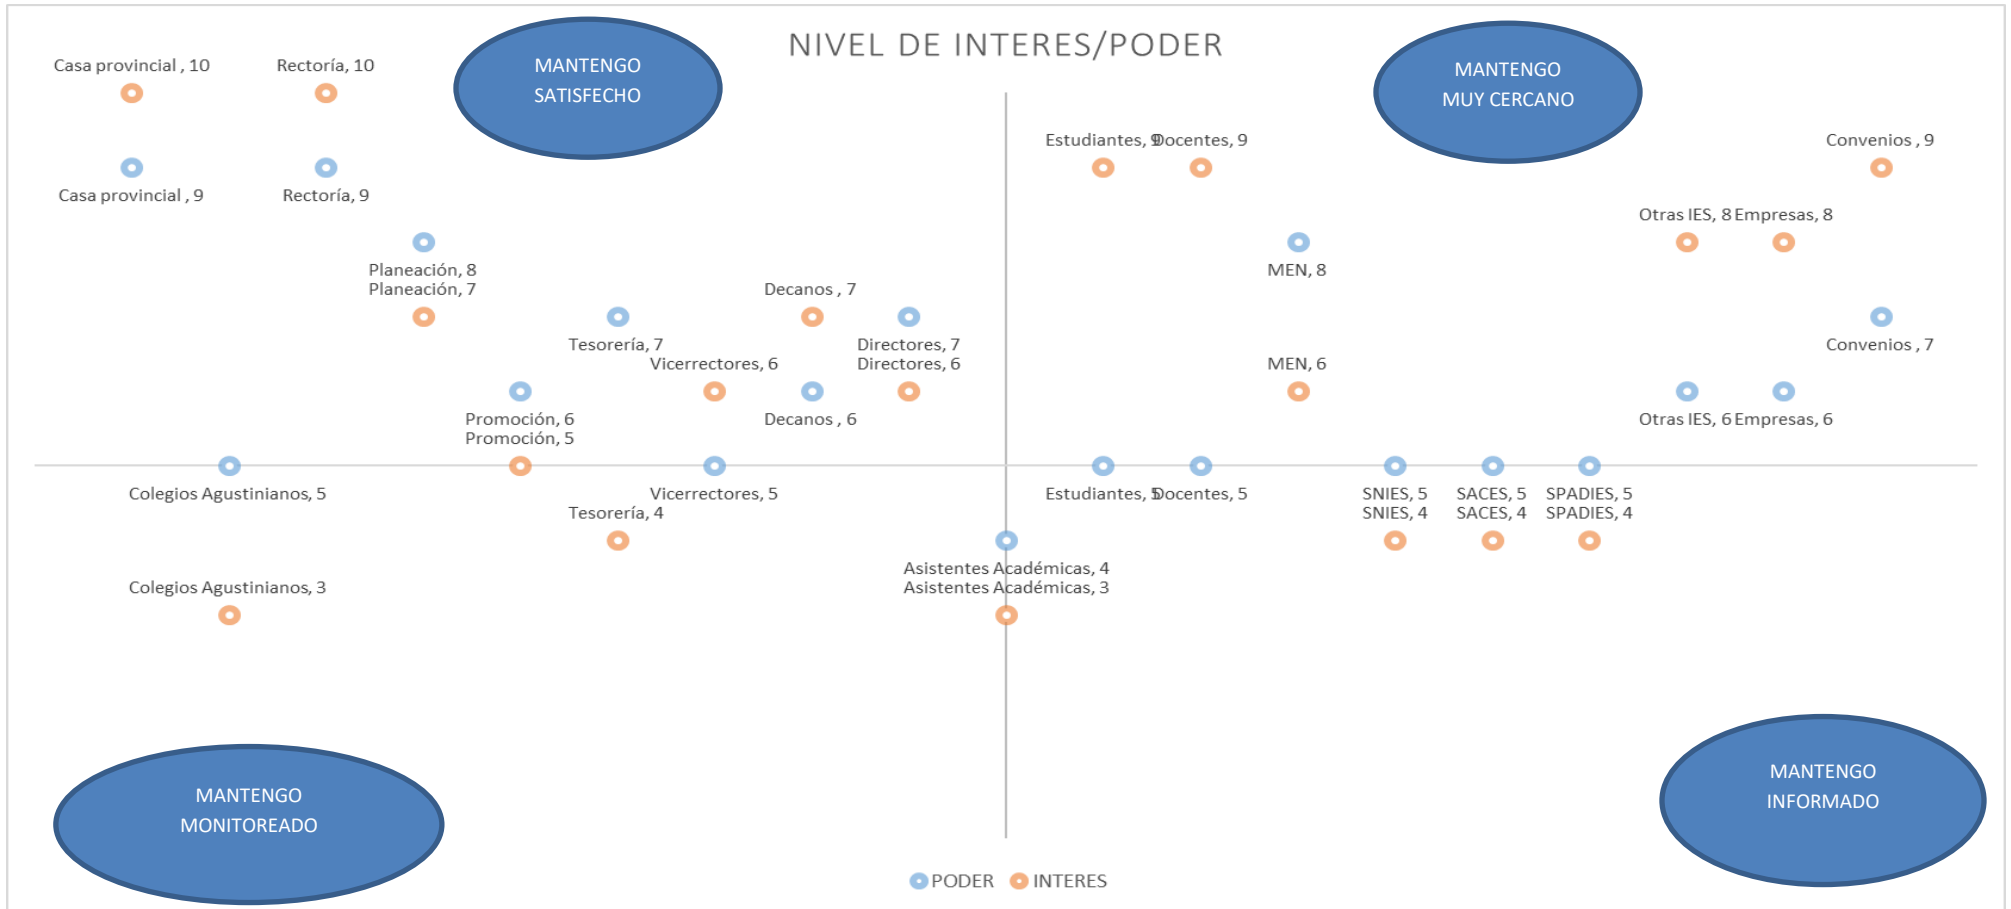 NIVEL DE INTERES/PODER
MANTENGO
SATISFECHO
MANTENGO
MUY CERCANO
Casa provincial , 10
Rectoría, 10
Estudiantes, 9
Docentes, 9
Convenios , 9
Casa provincial , 9
Rectoría, 9
Otras IES, 8
Empresas, 8
Planeación, 8
MEN, 8
Planeación, 7
Decanos , 7
Tesorería, 7
Directores, 7
Convenios , 7
Vicerrectores, 6
Directores, 6
MEN, 6
Promoción, 6
Decanos , 6
Otras IES, 6
Empresas, 6
Promoción, 5
Colegios Agustinianos, 5
Vicerrectores, 5
Estudiantes, 5
Docentes, 5
SNIES, 5
SACES, 5
SPADIES, 5
Tesorería, 4
SNIES, 4
SACES, 4
SPADIES, 4
Asistentes Académicas, 4
Colegios Agustinianos, 3
Asistentes Académicas, 3
MANTENGO
MONITOREADO
MANTENGO
INFORMADO
PODER
INTERES